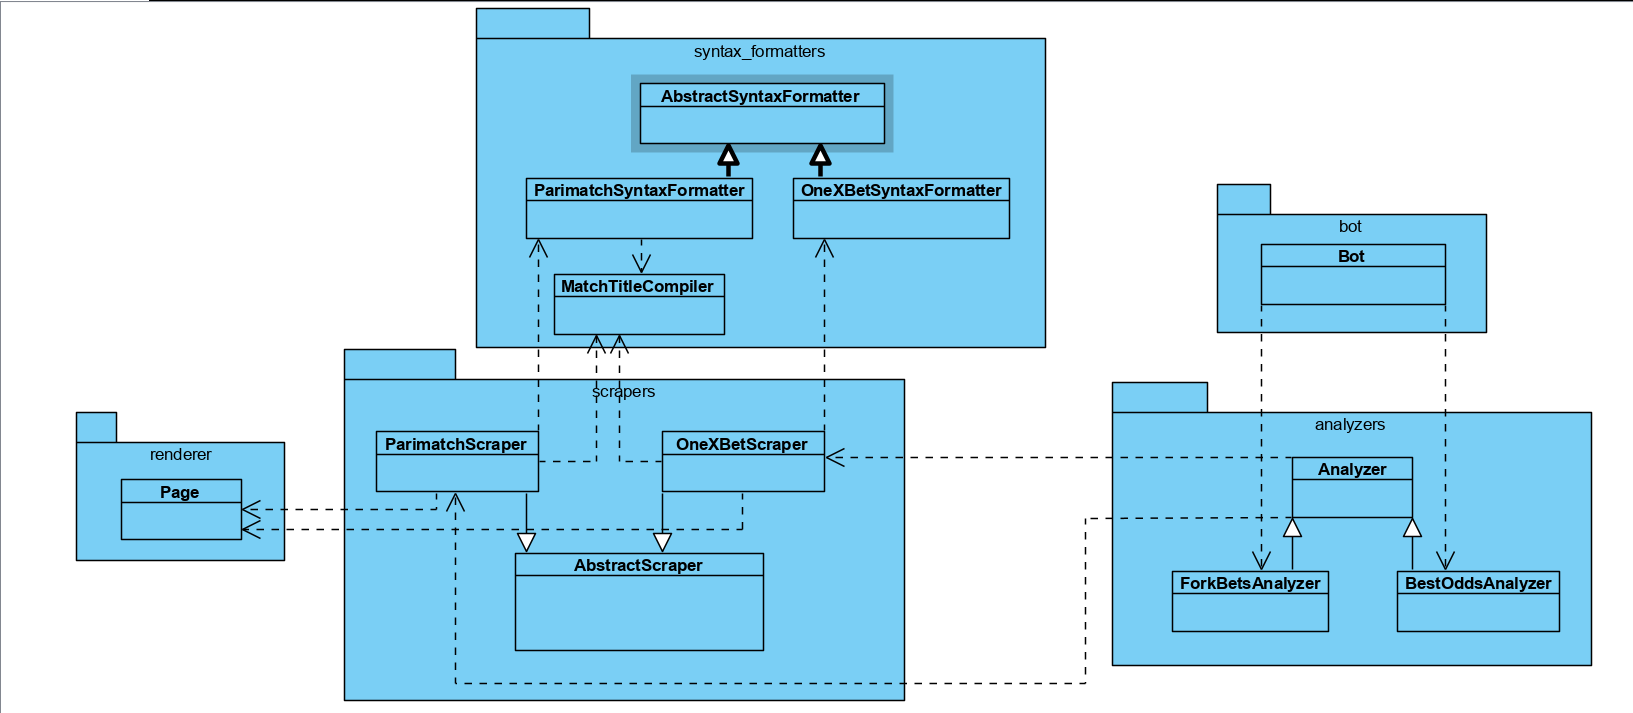 syntax_formatters
AbstractSyntaxFormatter
ParimatchSyntaxFormatter
OneXBetSyntaxFormatter
MatchTitleCompiler
bot
Bot
scrapers
ParimatchScraper
OneXBetScraper
AbstractScraper
renderer
Page
analyzers
Analyzer
ForkBetsAnalyzer
BestOddsAnalyzer